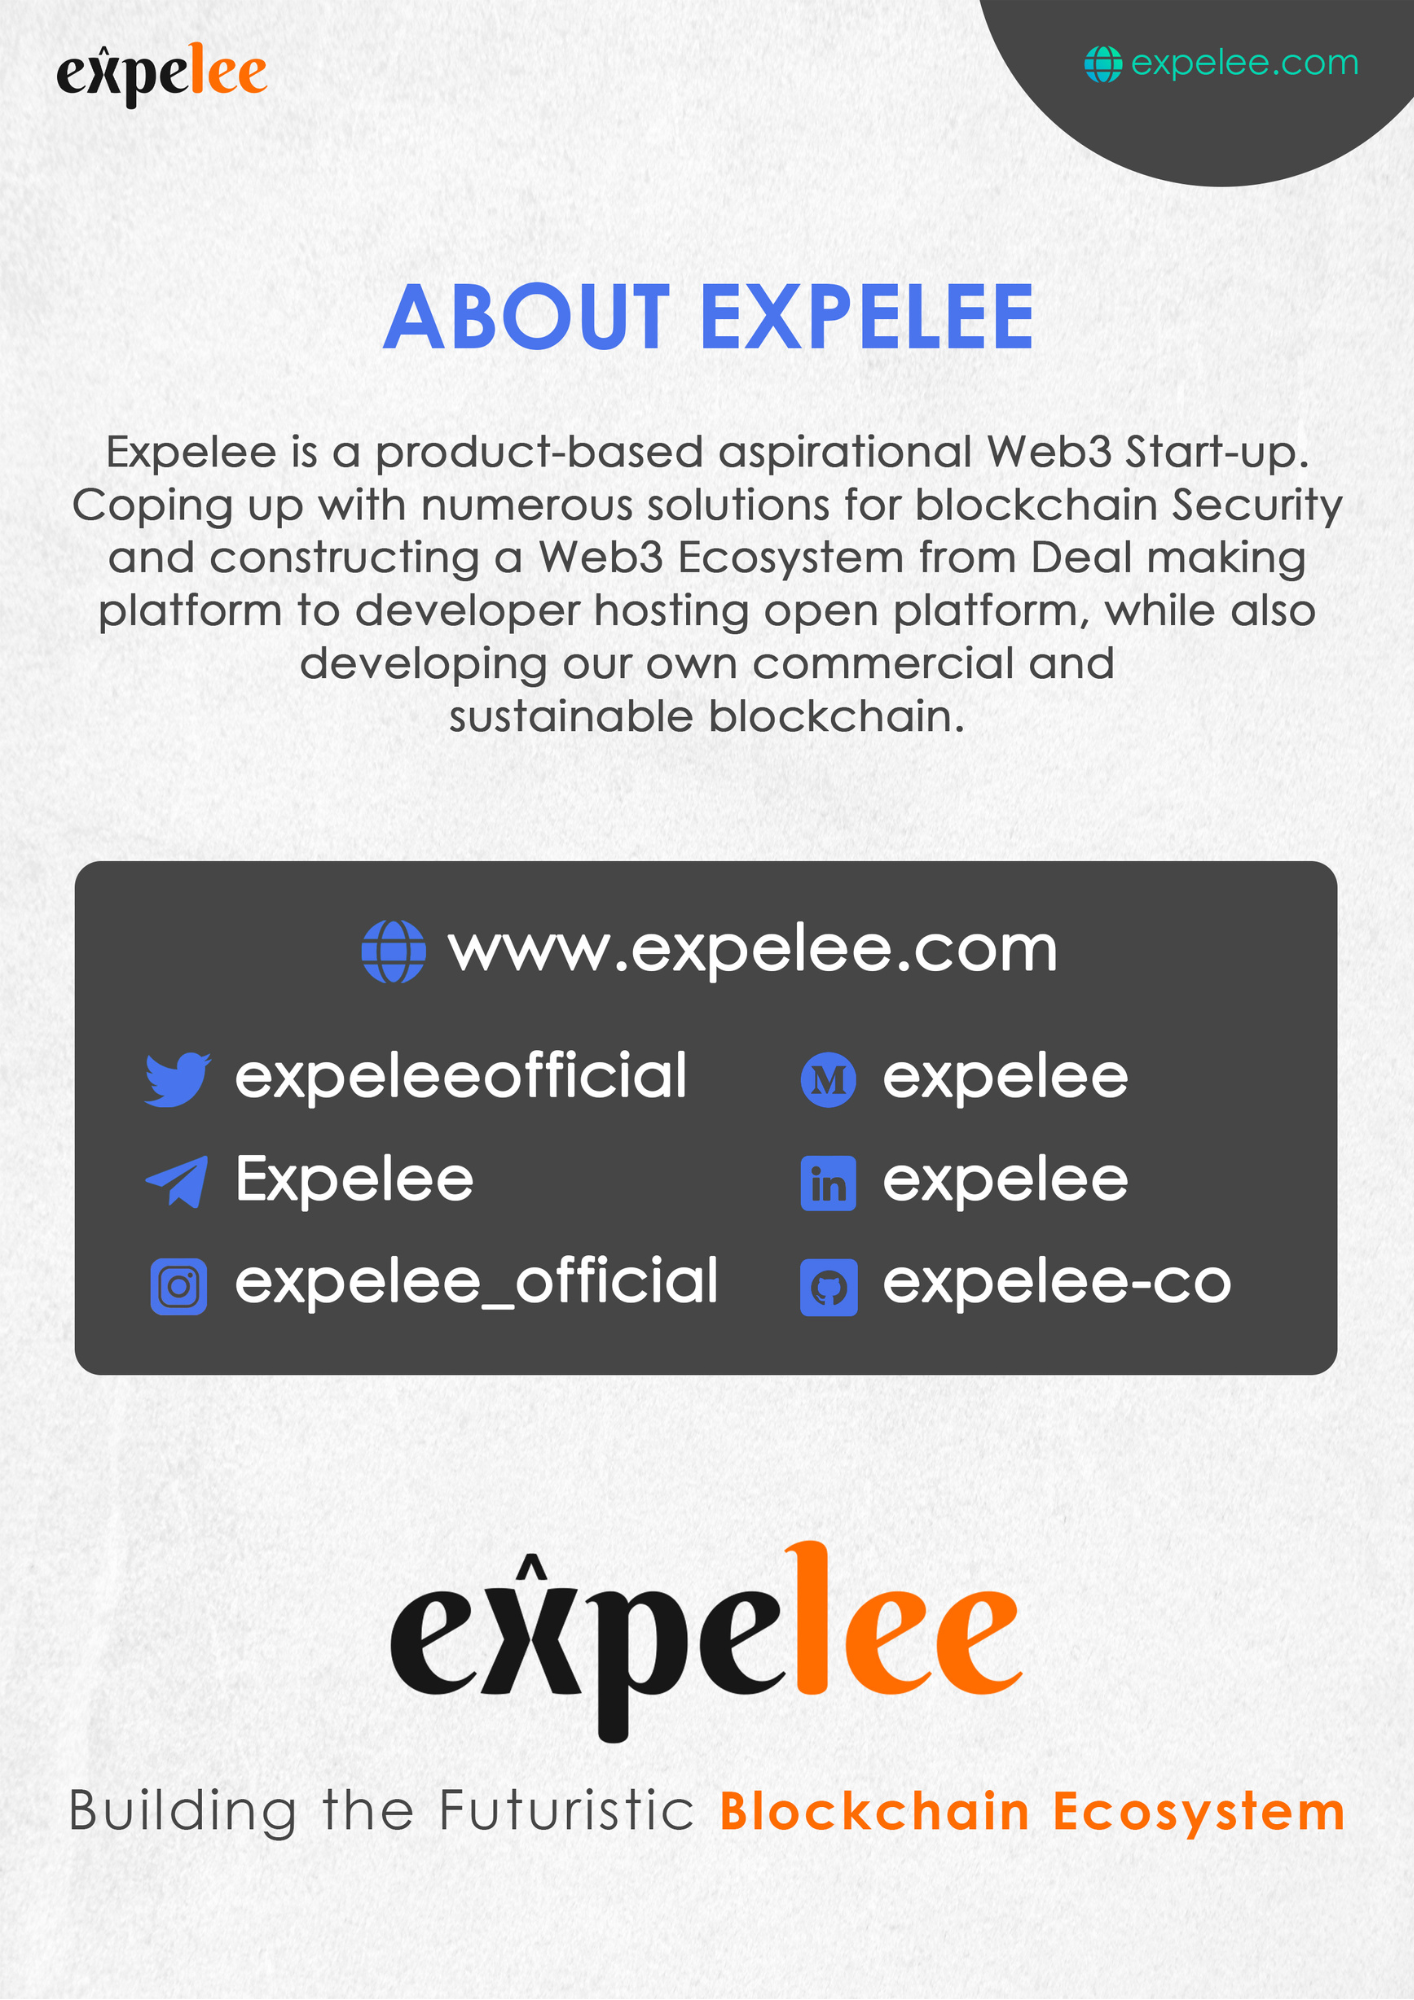 expelee
expelee.com
ABOUT EXPELEE
Expelee is a product-based aspirational Web3 Start-up.
Coping up with numerous solutions for blockchain Security
and constructing a Web3 Ecosystem from Deal making
platform to developer hosting open platform, while also
developing our own commercial and
sustainable blockchain.
www.expelee.com
expeleeofficial
expelee
Expelee
expelee
expelee_official
expelee-co
expelee
Building the Futuristic Blockchain Ecosystem